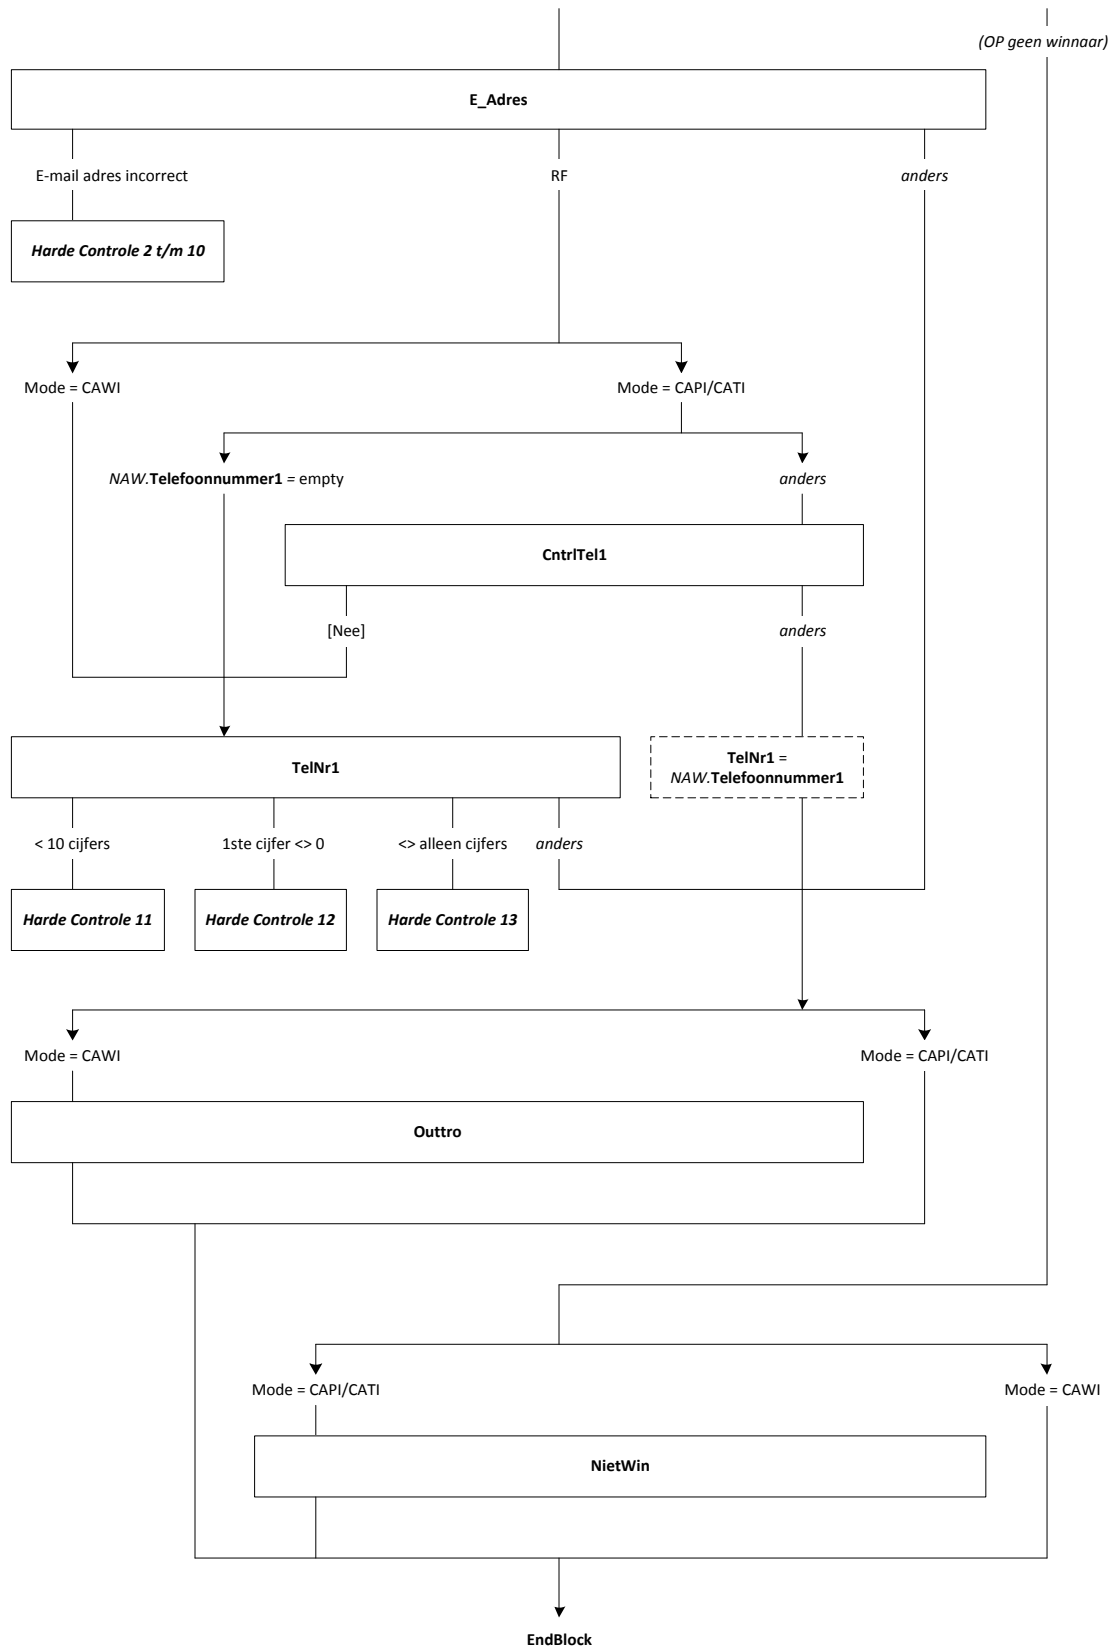 (OP geen winnaar)
E_Adres
E-mail adres incorrect
RF
anders
Harde Controle 2 t/m 10
Mode = CAWI
Mode = CAPI/CATI
NAW.Telefoonnummer1 = empty
anders
CntrlTel1
[Nee]
anders
TelNr1
TelNr1 =
NAW.Telefoonnummer1
< 10 cijfers
1ste cijfer <> 0
<> alleen cijfers
anders
Harde Controle 11
Harde Controle 12
Harde Controle 13
Mode = CAWI
Mode = CAPI/CATI
Outtro
Mode = CAPI/CATI
Mode = CAWI
NietWin
EndBlock